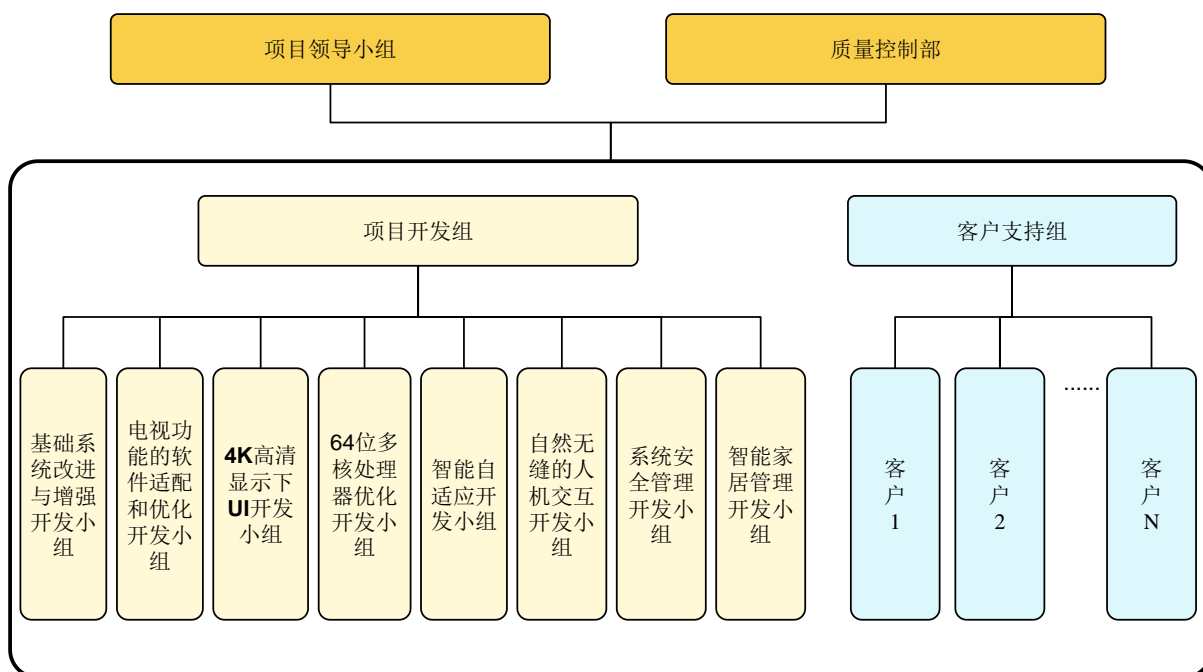 项目领导小组
质量控制部
项目开发组
客户支持组
基础系
统改进
与增强
开发小
组
电视功
能的软
件适配
和优化
开发小
组
4K高清
显示下
UI开发
小组
64位多
核处理
器优化
开发小
组
智能自
适应开
发小组
自然无
缝的人
机交互
开发小
组
系统安
全管理
开发小
组
智能家
居管理
开发小
组
客
户
1
客
户
2
......
客
户
N